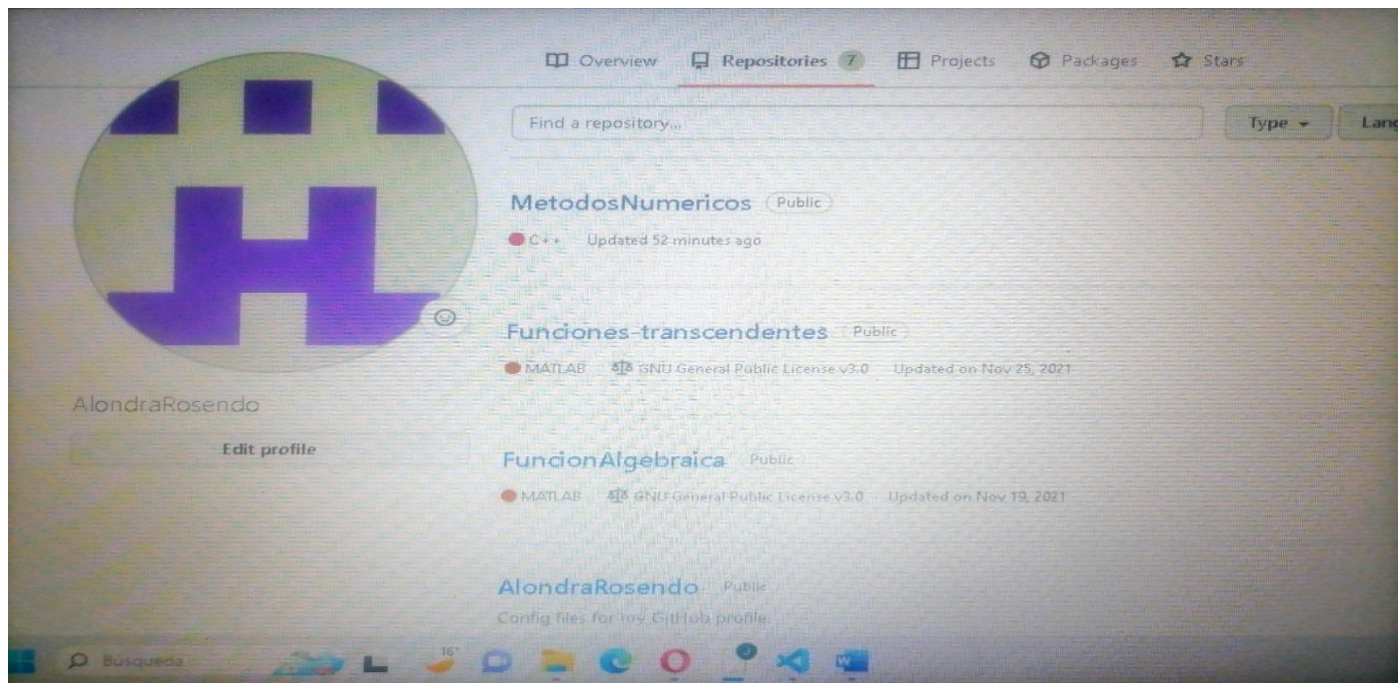 Overview Repositories 7 Projects Packages Stars
Find a repository...
Type
Lang
MetodosNumericos Public
C++ Updated 52 minutes ago
Funciones-transcendentes Public
MATLAB GNU General Public License v3.0 Updated on Nov 25, 2021
AlondraRosendo
Edit profile
FuncionAlgebraica Public
MATLAB GNU General Public License v3.0 Updated on Nov 19, 2021
AlondraRosendo Public
Config files for my GitHub profile.
Búsqueda
16°
W